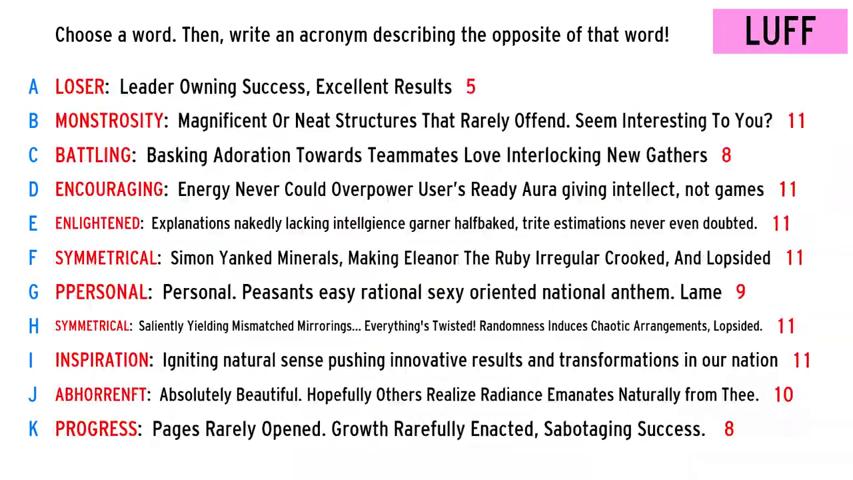 Choose a word. Then, write an acronym describing the opposite of that word!
LUFF
A LOSER: Leader Owning Success, Excellent Results 5
B MONSTROSITY: Magnificent Or Neat Structures That Rarely Offend. Seem Interesting To You? 11
C BATTLING: Basking Adoration Towards Teammates Love Interlocking New Gathers 8
D ENCOURAGING: Energy Never Could Overpower User's Ready Aura giving intellect, not games 11
E ENLIGHTENED: Explanations nakedly lacking intellgience garner halfbaked, trite estimations never even doubted. 11
F SYMMETRICAL: Simon Yanked Minerals, Making Eleanor The Ruby Irregular Crooked, And Lopsided 11
G PPERSONAL: Personal. Peasants easy rational sexy oriented national anthem. Lame 9
H SYMMETRICAL: Saliently Yielding Mismatched Mirrorings... Everything's Twisted! Randomness Induces Chaotic Arrangements, Lopsided. 11
I INSPIRATION: Igniting natural sense pushing innovative results and transformations in our nation 11
J ABHORRENFT: Absolutely Beautiful. Hopefully Others Realize Radiance Emanates Naturally from Thee. 10
K PROGRESS: Pages Rarely Opened. Growth Rarefully Enacted, Sabotaging Success. 8